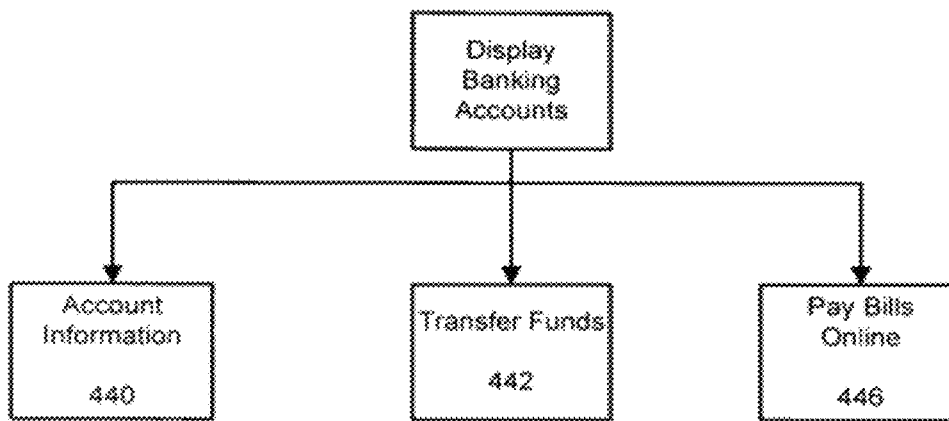 Display
Banking
Accounts
Account
Information
440
Transfer Funds
442
Pay Bills
Online
446